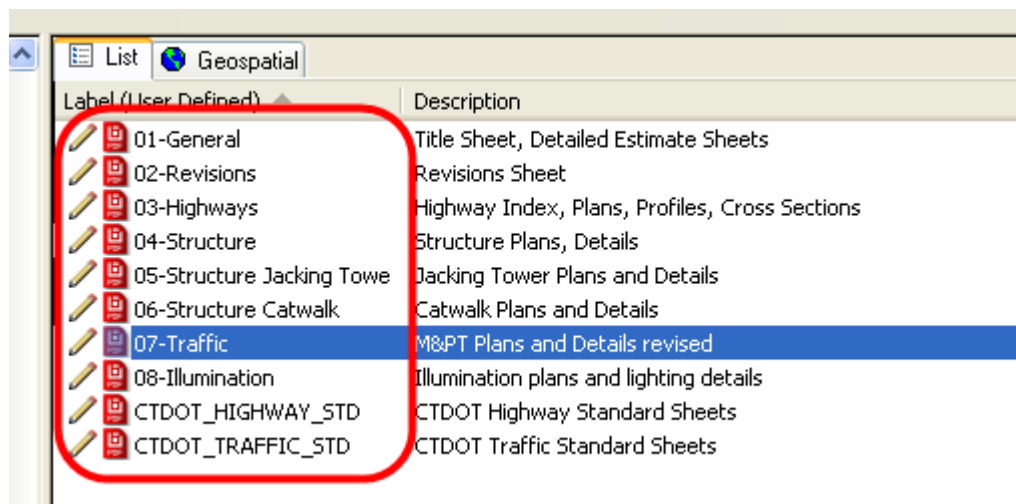 List Geospatial
Label (User Defined) Description
01-General Title Sheet, Detailed Estimate Sheets
02-Revisions Revisions Sheet
03-Highways Highway Index, Plans, Profiles, Cross Sections
04-Structure Structure Plans, Details
05-Structure Jacking Towe Jacking Tower Plans and Details
06-Structure Catwalk Catwalk Plans and Details
07-Traffic M&PT Plans and Details revised
08-Illumination Illumination plans and lighting details
CTDOT_HIGHWAY_STD CTDOT Highway Standard Sheets
CTDOT_TRAFFIC_STD CTDOT Traffic Standard Sheets